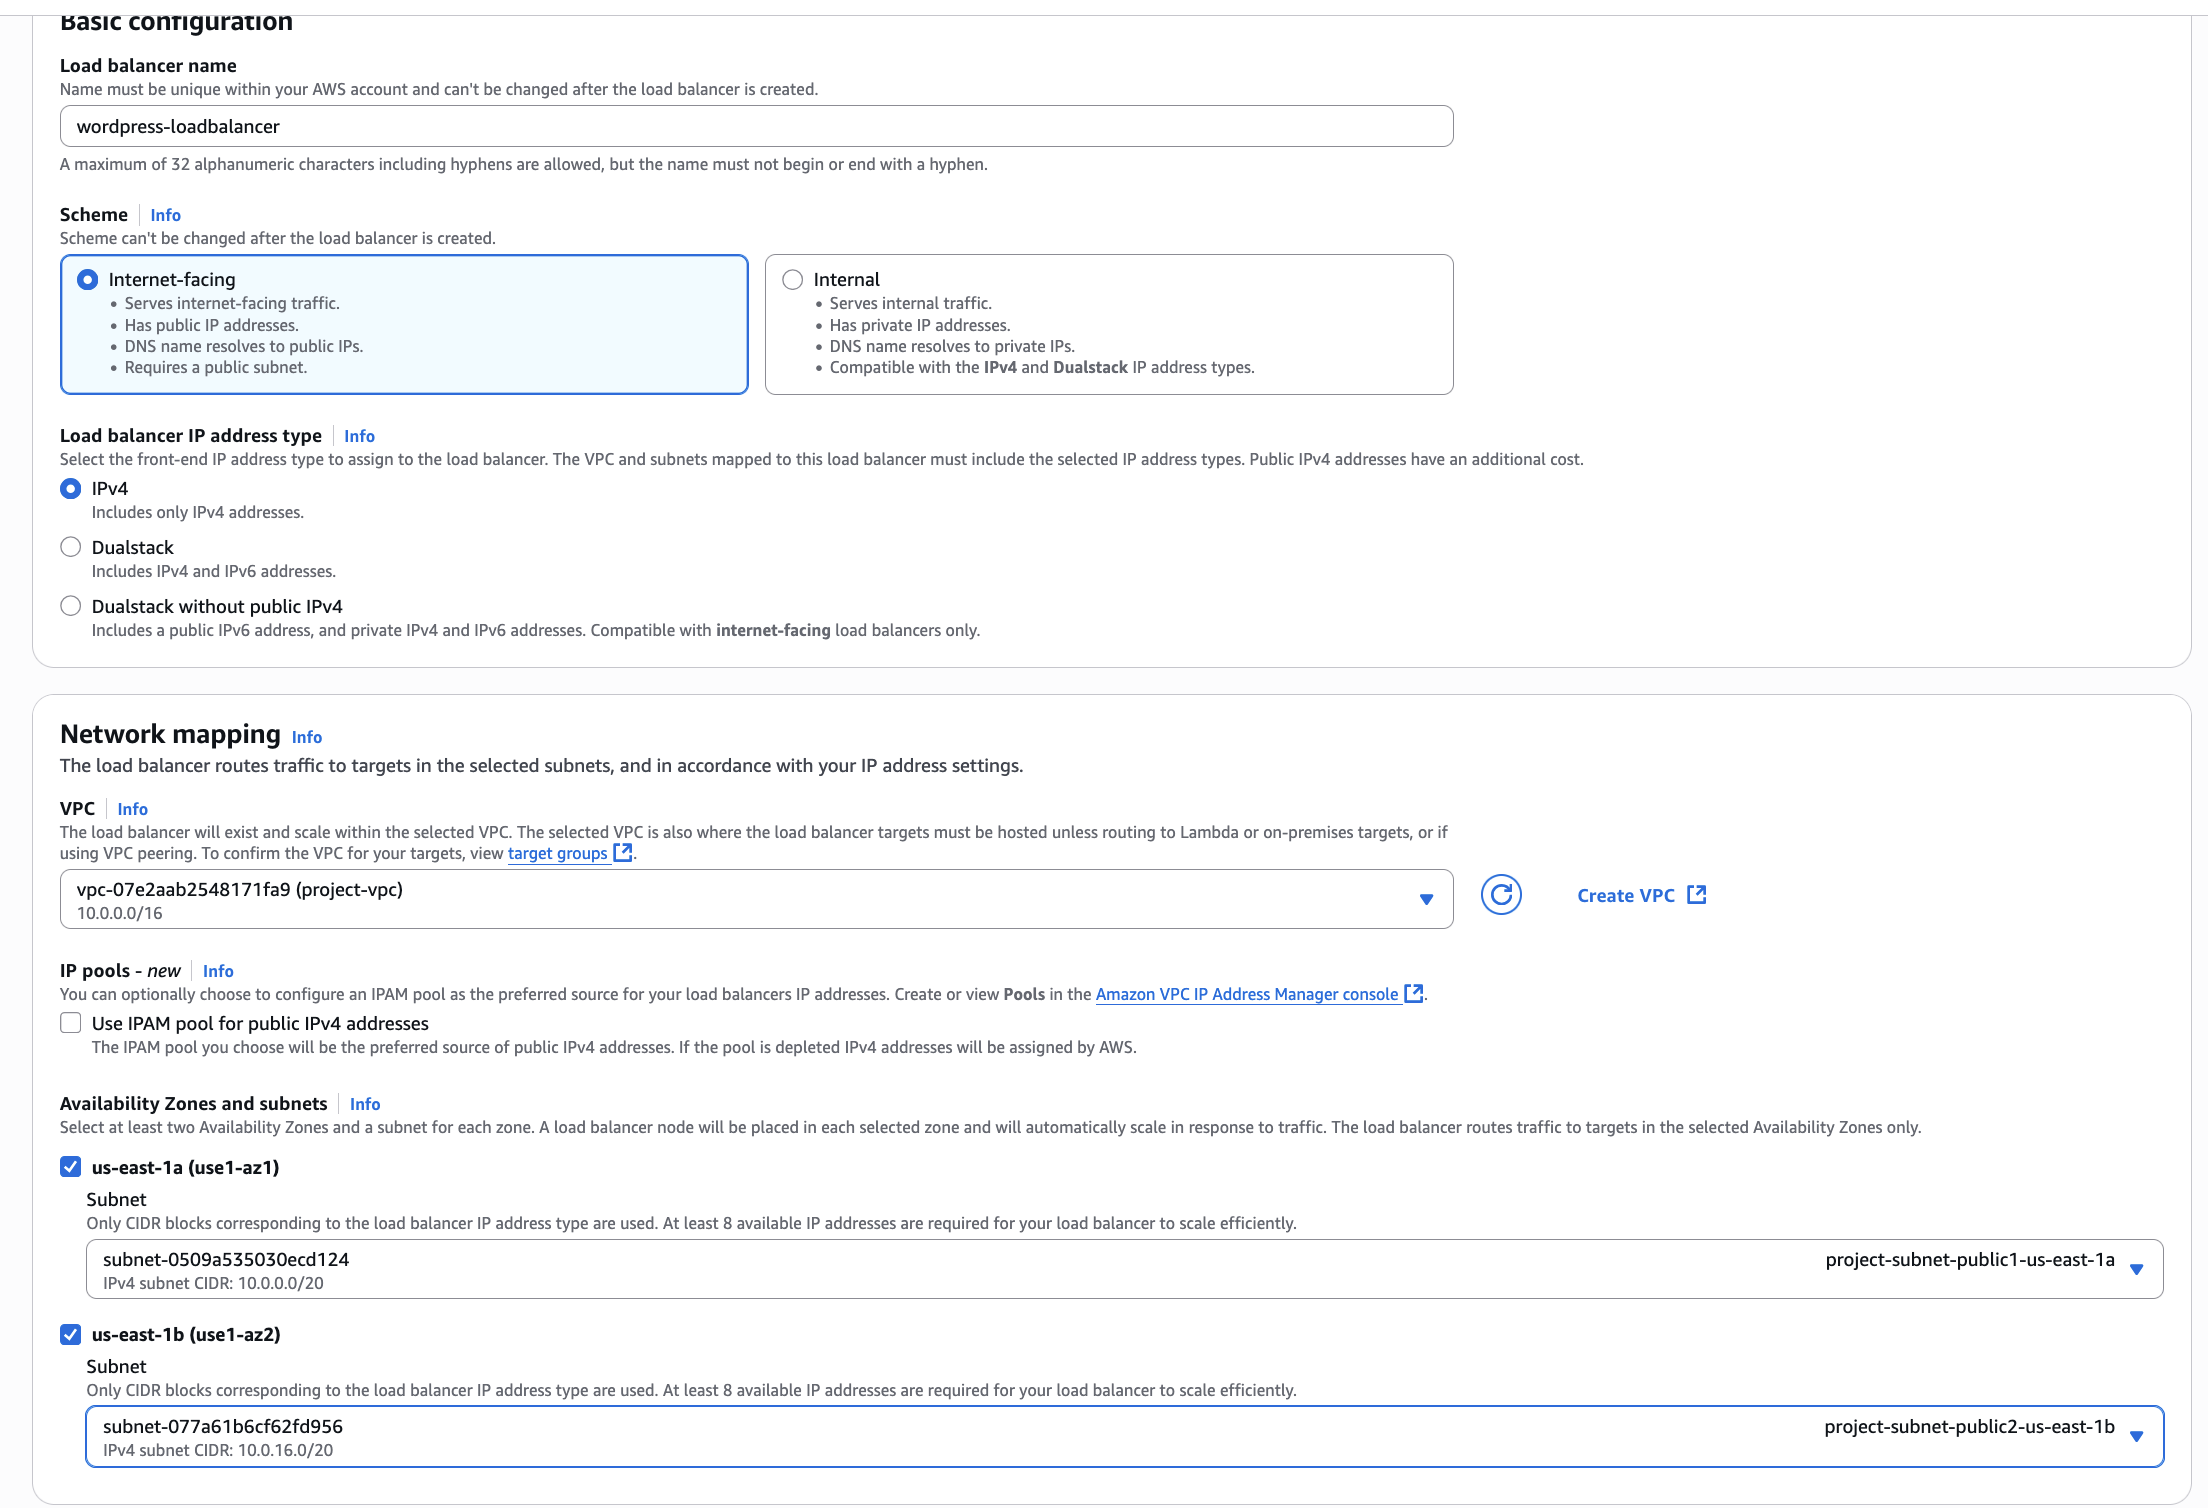 Basic configuration
Load balancer name
Name must be unique within your AWS account and can't be changed after the load balancer is created.
wordpress-loadbalancer
A maximum of 32 alphanumeric characters including hyphens are allowed, but the name must not begin or end with a hyphen.
Scheme | Info
Scheme can't be changed after the load balancer is created.
Internet-facing
• Serves internet-facing traffic.
• Has public IP addresses.
• DNS name resolves to public IPs.
• Requires a public subnet.
Internal
• Serves internal traffic.
• Has private IP addresses.
• DNS name resolves to private IPs.
• Compatible with the IPv4 and Dualstack IP address types.
Load balancer IP address type | Info
Select the front-end IP address type to assign to the load balancer. The VPC and subnets mapped to this load balancer must include the selected IP address types. Public IPv4 addresses have an additional cost.
IPv4
Includes only IPv4 addresses.
Dualstack
Includes IPv4 and IPv6 addresses.
Dualstack without public IPv4
Includes a public IPv6 address, and private IPv4 and IPv6 addresses. Compatible with internet-facing load balancers only.
Network mapping Info
The load balancer routes traffic to targets in the selected subnets, and in accordance with your IP address settings.
VPC | Info
The load balancer will exist and scale within the selected VPC. The selected VPC is also where the load balancer targets must be hosted unless routing to Lambda or on-premises targets, or if
using VPC peering. To confirm the VPC for your targets, view target groups.
vpc-07e2aab2548171fa9 (project-vpc)
10.0.0.0/16
Create VPC
IP pools - new | Info
You can optionally choose to configure an IPAM pool as the preferred source for your load balancers IP addresses. Create or view Pools in the Amazon VPC IP Address Manager console.
Use IPAM pool for public IPv4 addresses
The IPAM pool you choose will be the preferred source of public IPv4 addresses. If the pool is depleted IPv4 addresses will be assigned by AWS.
Availability Zones and subnets | Info
Select at least two Availability Zones and a subnet for each zone. A load balancer node will be placed in each selected zone and will automatically scale in response to traffic. The load balancer routes traffic to targets in the selected Availability Zones only.
us-east-1a (use1-az1)
Subnet
Only CIDR blocks corresponding to the load balancer IP address type are used. At least 8 available IP addresses are required for your load balancer to scale efficiently.
subnet-0509a535030ecd124 project-subnet-public1-us-east-1a
IPv4 subnet CIDR: 10.0.0.0/20
us-east-1b (use1-az2)
Subnet
Only CIDR blocks corresponding to the load balancer IP address type are used. At least 8 available IP addresses are required for your load balancer to scale efficiently.
subnet-077a61b6cf62fd956 project-subnet-public2-us-east-1b
IPv4 subnet CIDR: 10.0.16.0/20